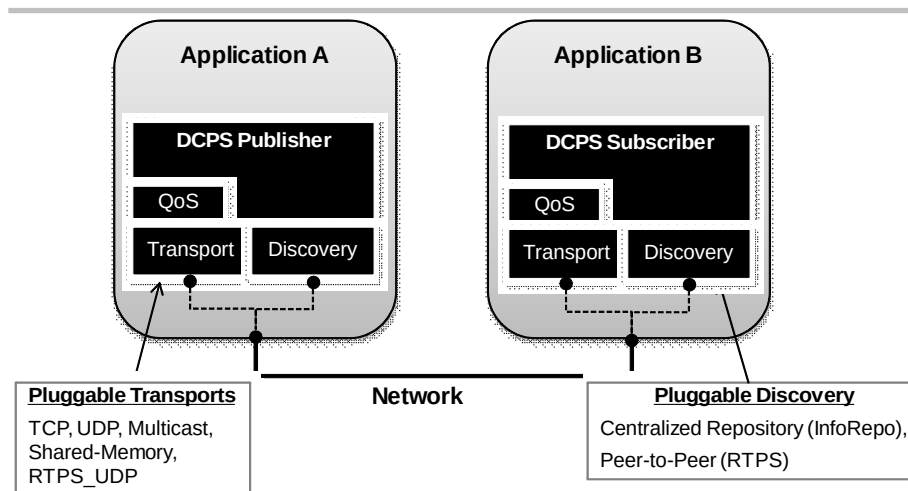 Application A
Application B
DCPS Publisher
QoS
Transport
Discovery
DCPS Subscriber
QoS
Transport
Discovery
Network
Pluggable Transports
TCP, UDP, Multicast,
Shared-Memory,
RTPS_UDP
Pluggable Discovery
Centralized Repository (InfoRepo),
Peer-to-Peer (RTPS)